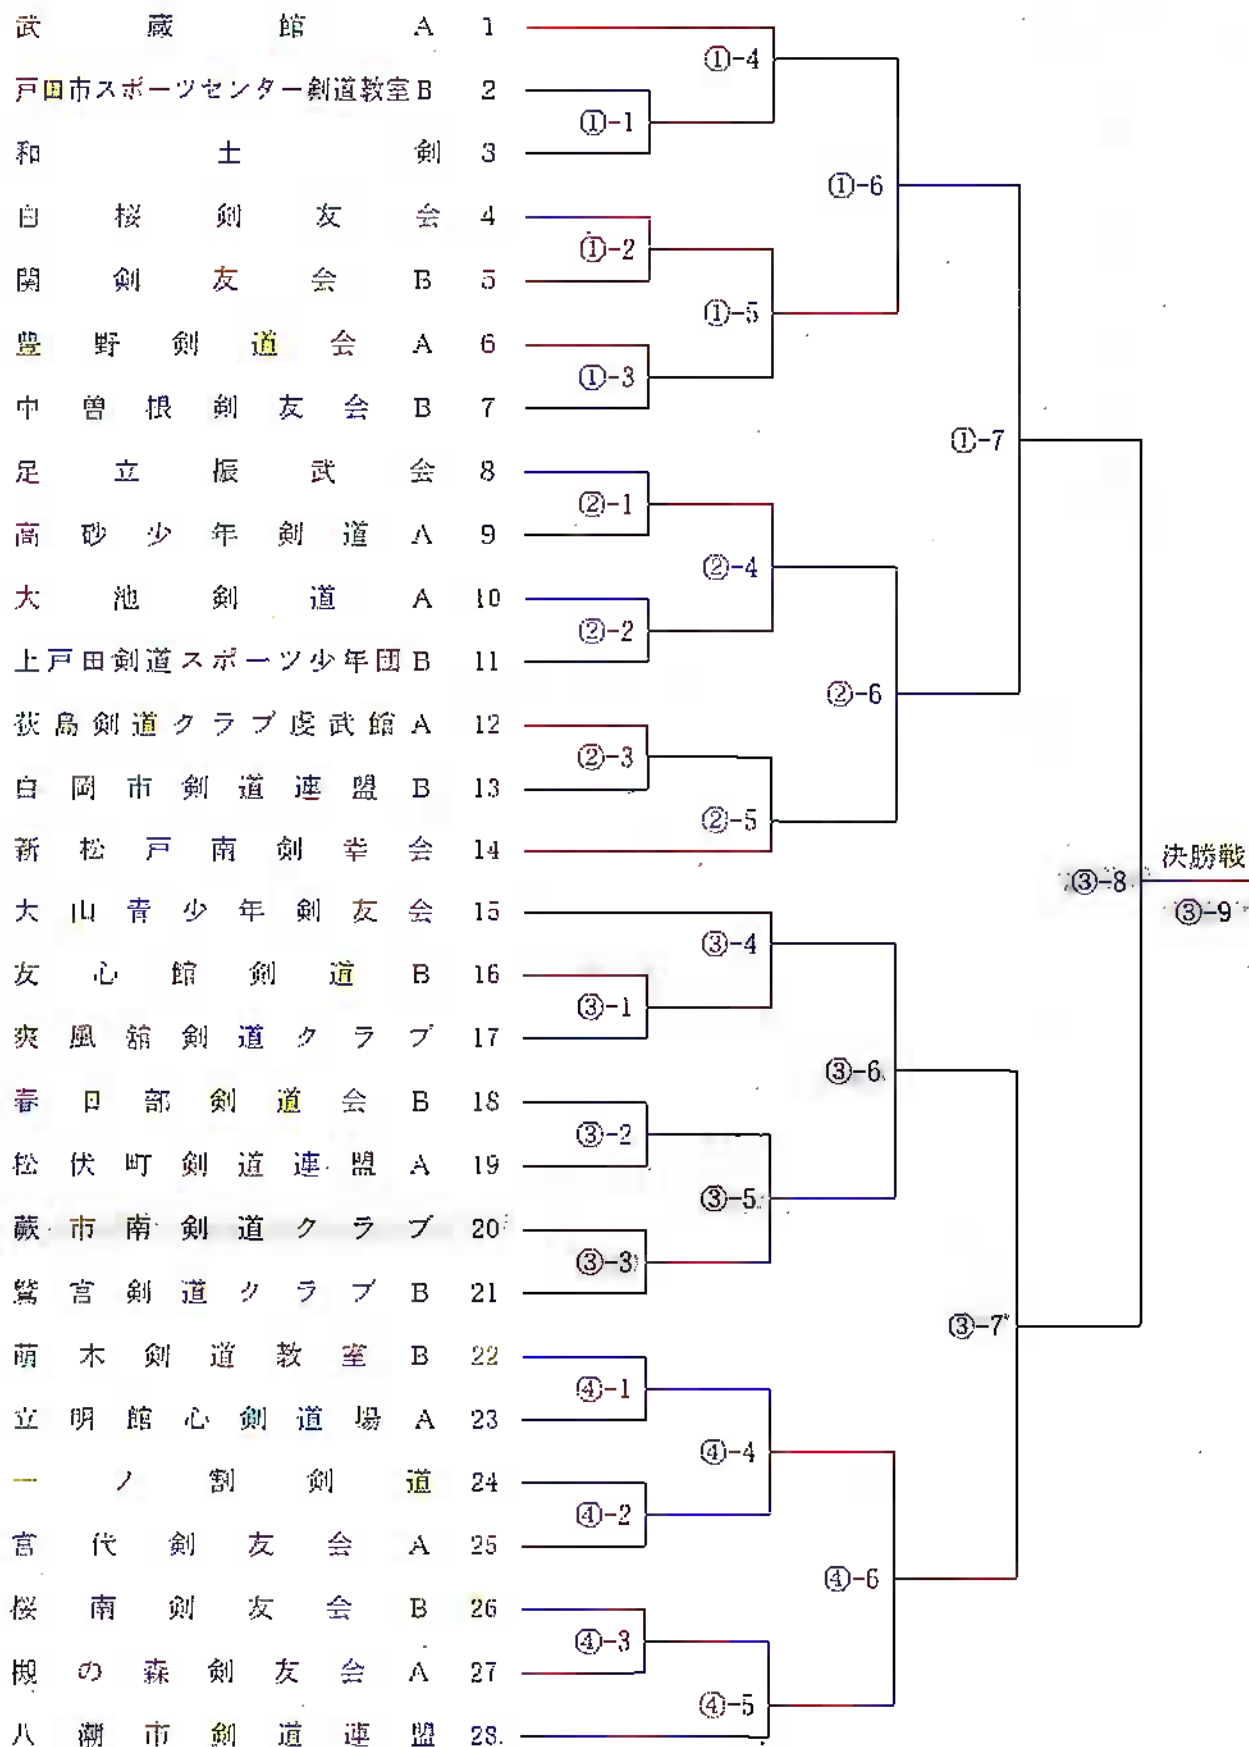 武蔵館A 1
戸田市スポーツセンター剣道教室B 2
和土剣 3
白桜剣友会 4
関剣友会B 5
豊野剣道会A 6
中曽根剣友会B 7
足立振武会 8
高砂少年剣道A 9
大池剣道A 10
上戸田剣道スポーツ少年団B 11
荻島剣道クラブ虔武館A 12
白岡市剣道連盟B 13
新松戸南剣幸会 14
大山青少年剣友会 15
友心館剣道B 16
爽風舘剣道クラブ 17
春日部剣道会B 18
松伏町剣道連盟A 19
蕨市南剣道クラブ 20
鷲宮剣道クラブB 21
萌木剣道教室B 22
立明館心剣道場A 23
一ノ割剣道 24
宮代剣友会A 25
桜南剣友会B 26
槻の森剣友会A 27
八潮市剣道連盟 28
①-1
①-2
①-3
②-1
②-2
②-3
③-1
③-2
③-3
④-1
④-2
④-3
①-4
①-5
②-4
②-5
③-4
③-5
④-4
④-5
①-6
②-6
③-6
④-6
①-7
③-7
③-8
決勝戦
③-9